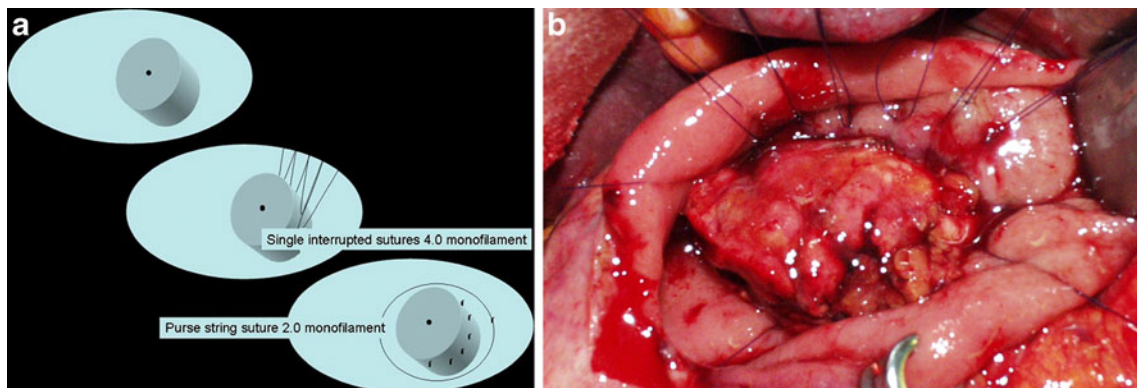 a
Single interrupted sutures 4.0 monofilament
Purse string suture 2.0 monofilament
b